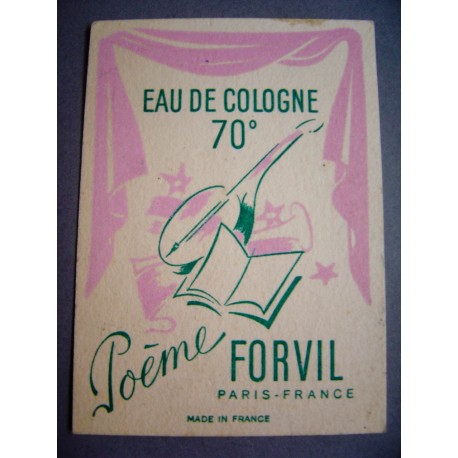 EAU DE COLOGNE
70°
Poème
FORVIL
PARIS-FRANCE
MADE IN FRANCE